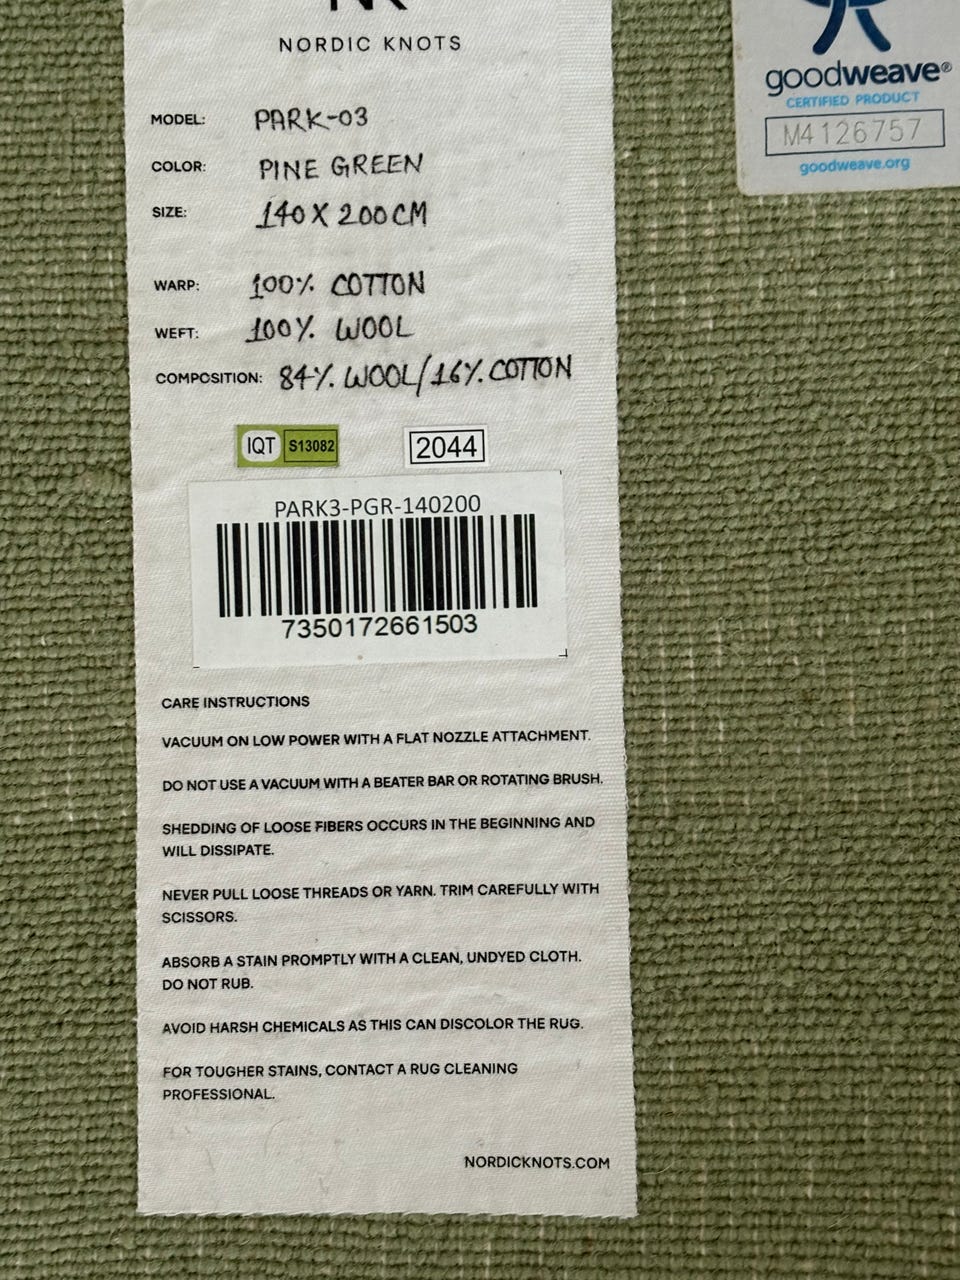 NORDIC KNOTS
MODEL: PARK-03
COLOR: PINE GREEN
SIZE: 140 X 200 CM
WARP: 100% COTTON
WEFT: 100% WOOL
COMPOSITION: 84% WOOL/16% COTTON
IQT S13082 2044
PARK3-PGR-140200
7350172661503
CARE INSTRUCTIONS
VACUUM ON LOW POWER WITH A FLAT NOZZLE ATTACHMENT.
DO NOT USE A VACUUM WITH A BEATER BAR OR ROTATING BRUSH.
SHEDDING OF LOOSE FIBERS OCCURS IN THE BEGINNING AND
WILL DISSIPATE.
NEVER PULL LOOSE THREADS OR YARN. TRIM CAREFULLY WITH
SCISSORS.
ABSORB A STAIN PROMPTLY WITH A CLEAN, UNDYED CLOTH.
DO NOT RUB.
AVOID HARSH CHEMICALS AS THIS CAN DISCOLOR THE RUG.
FOR TOUGHER STAINS, CONTACT A RUG CLEANING
PROFESSIONAL.
NORDICKNOTS.COM
goodweave®
CERTIFIED PRODUCT
M4126757
goodweave.org